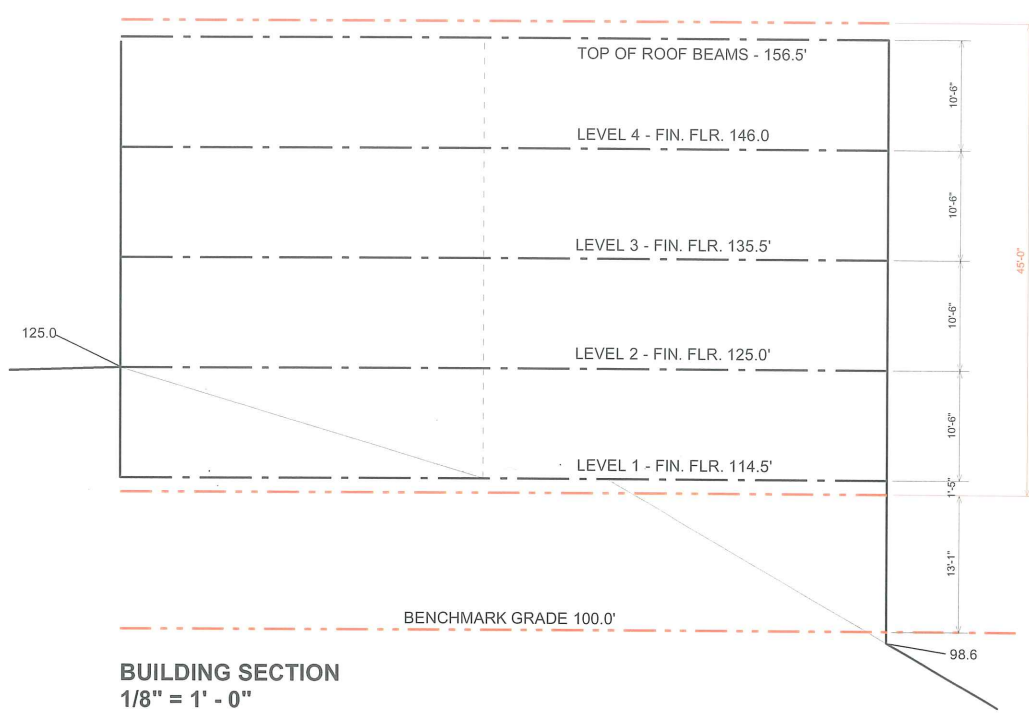 TOP OF ROOF BEAMS - 156.5'
10'-6"
LEVEL 4 - FIN. FLR. 146.0
10'-6"
LEVEL 3 - FIN. FLR. 135.5'
45'-0"
10'-6"
125.0
LEVEL 2 - FIN. FLR. 125.0'
10'-6"
LEVEL 1 - FIN. FLR. 114.5'
1'-5"
13'-1"
BENCHMARK GRADE 100.0'
98.6
BUILDING SECTION
1/8" = 1' - 0"